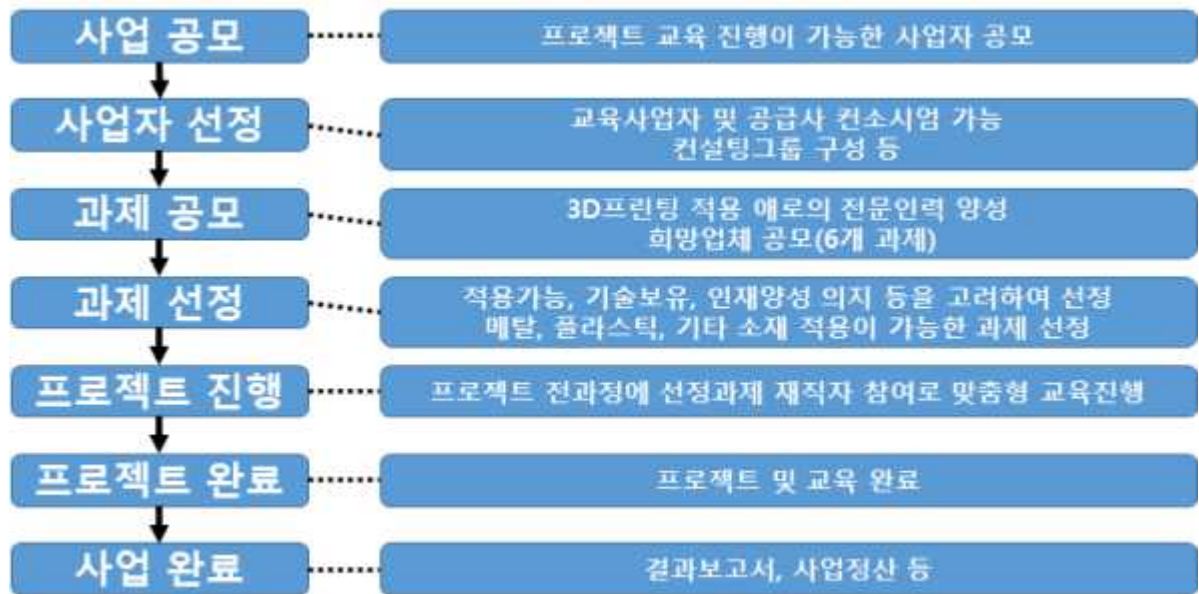 사업 공모
프로젝트 교육 진행이 가능한 사업자 공모
사업자 선정
교육사업자 및 공급사 컨소시엄 가능
컨설팅그룹 구성 등
과제 공모
3D프린팅 적용 애로의 전문인력 양성
희망업체 공모(6개 과제)
과제 선정
적용가능, 기술보유, 인재양성 의지 등을 고려하여 선정
메탈, 플라스틱, 기타 소재 적용이 가능한 과제 선정
프로젝트 진행
프로젝트 전과정에 선정과제 재직자 참여로 맞춤형 교육진행
프로젝트 완료
프로젝트 및 교육 완료
사업 완료
결과보고서, 사업정산 등